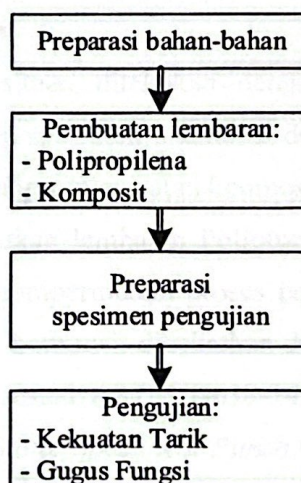 Preparasi bahan-bahan
Pembuatan lembaran:
- Polipropilena
- Komposit
Preparasi
spesimen pengujian
Pengujian:
- Kekuatan Tarik
- Gugus Fungsi